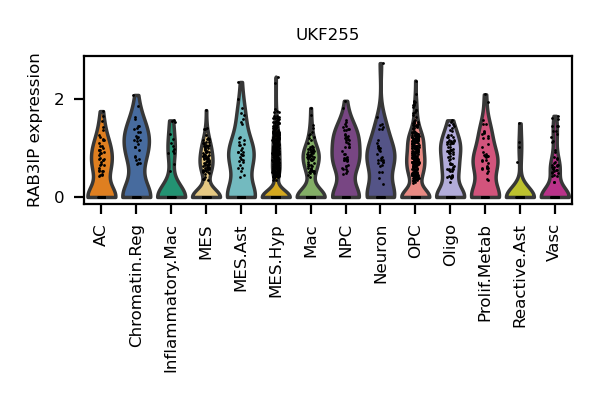 UKF255
RAB3IP expression
2
0
AC
Chromatin.Reg
Inflammatory.Mac
MES
MES.Ast
MES.Hyp
Mac
NPC
Neuron
OPC
Oligo
Prolif.Metab
Reactive.Ast
Vasc